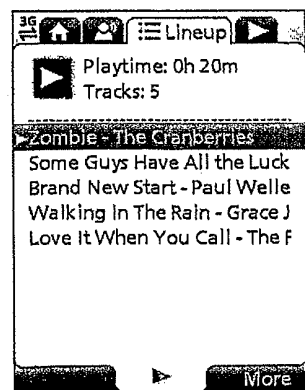 3G Lineup
Playtime: 0h 20m
Tracks: 5
Zombie - The Cranberries
Some Guys Have All the Luck
Brand New Start - Paul Welle
Walking In The Rain - Grace J
Love It When You Call - The F
More